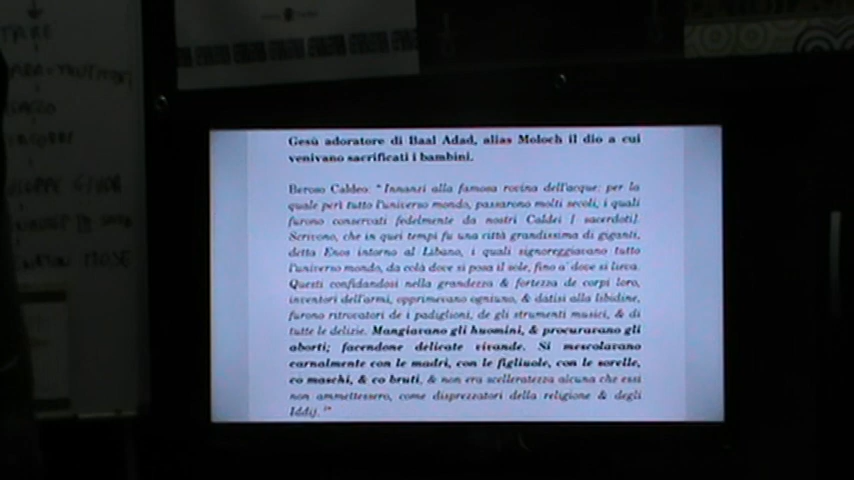 Gesù adoratore di Baal Adad, alias Moloch il dio a cui
venivano sacrificati i bambini.
Beroso Caldeo: "Innanzi alla famosa rovina dell'acque; per la
quale perì tutto l'universo mondo, passarono molti secoli, i quali
furono conservati fedelmente da nostri Caldei [ sacerdoti].
Scrivono, che in quei tempi fu una città grandissima di giganti,
detta Enos intorno al Libano, i quali signoreggiavano tutto
l'universo mondo, da colà dove si posa il sole, fino a' dove si lieva.
Questi confidandosi nella grandezza & fortezza de corpi loro,
inventori dell'armi, opprimevano ogniuno, & datisi alla libidine,
furono ritrovatori de i padiglioni, de gli strumenti musici, & di
tutte le delizie. Mangiavano gli huomini, & procuravano gli
aborti; facendone delicate vivande. Si mescolavano
carnalmente con le madri, con le figliuole, con le sorelle,
co maschi, & co bruti, & non era scelleratezza alcuna che essi
non ammettessero, come disprezzatori della religione & degli
Iddij.
MOSE